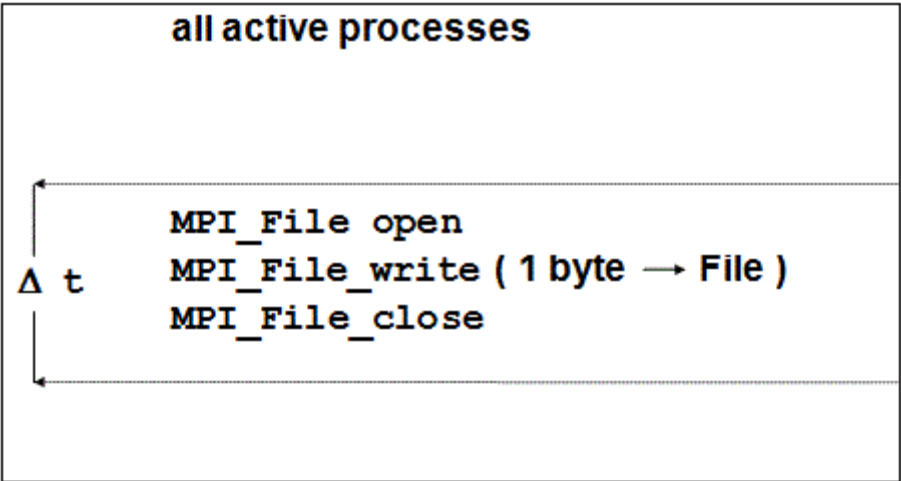 all active processes
MPI_File open
Δ t
MPI_File_write ( 1 byte → File )
MPI_File_close